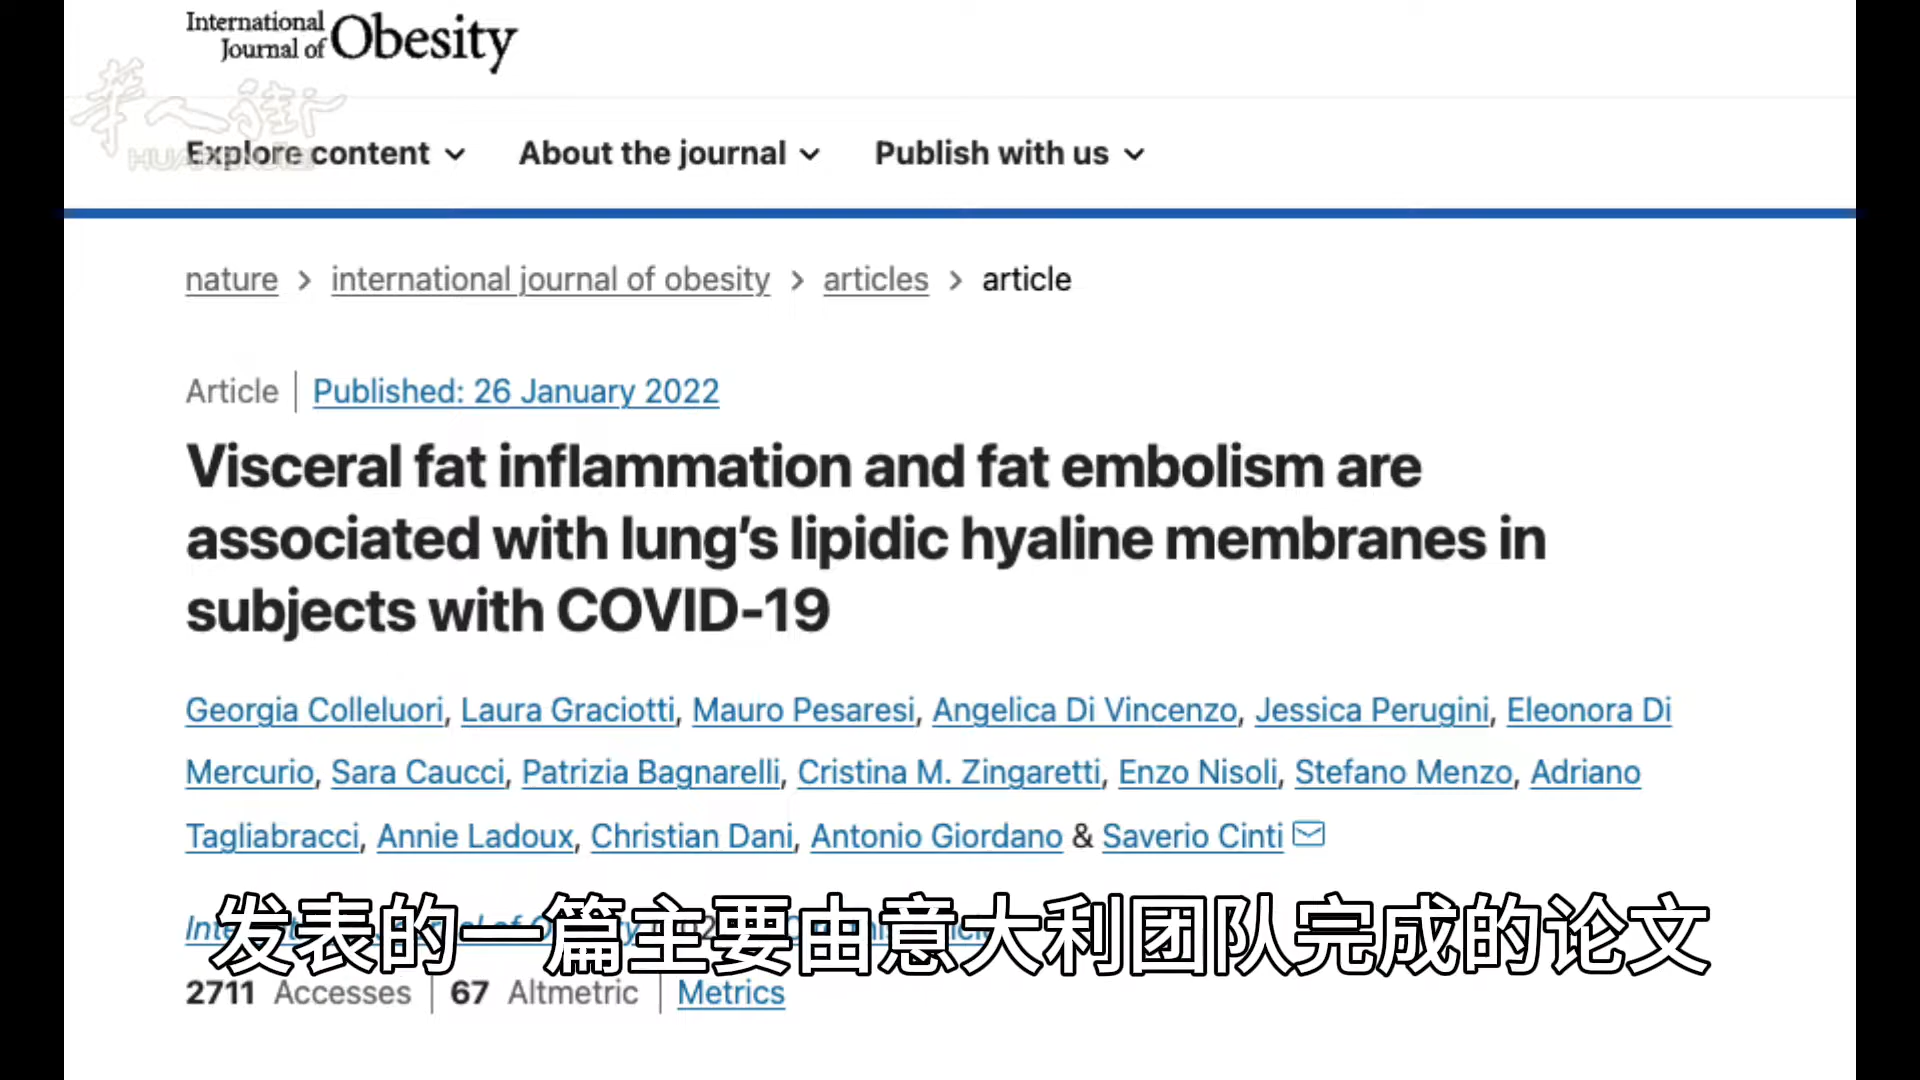 International
Journal of Obesity
華人街
Explore content
About the journal
Publish with us
nature > international journal of obesity > articles > article
Article | Published: 26 January 2022
Visceral fat inflammation and fat embolism are
associated with lung’s lipidic hyaline membranes in
subjects with COVID-19
Georgia Colleluori, Laura Graciotti, Mauro Pesaresi, Angelica Di Vincenzo, Jessica Perugini, Eleonora Di
Mercurio, Sara Caucci, Patrizia Bagnarelli, Cristina M. Zingaretti, Enzo Nisoli, Stefano Menzo, Adriano
Tagliabracci, Annie Ladoux, Christian Dani, Antonio Giordano & Saverio Cinti
发表的一篇主要由意大利团队完成的论文
2711 Accesses | 67 Altmetric | Metrics